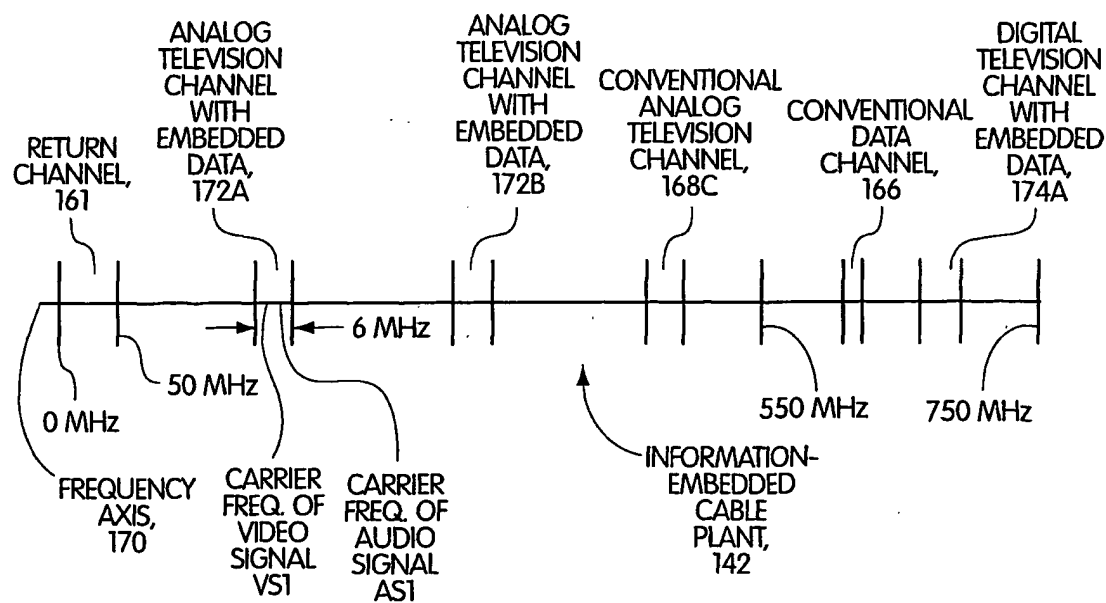 RETURN
CHANNEL,
161
ANALOG
TELEVISION
CHANNEL
WITH
EMBEDDED
DATA,
172A
ANALOG
TELEVISION
CHANNEL
WITH
EMBEDDED
DATA,
172B
CONVENTIONAL
ANALOG
TELEVISION
CHANNEL,
168C
CONVENTIONAL
DATA
CHANNEL,
166
DIGITAL
TELEVISION
CHANNEL
WITH
EMBEDDED
DATA,
174A
6 MHz
50 MHz
0 MHz
550 MHz
750 MHz
FREQUENCY
AXIS,
170
CARRIER
FREQ. OF
VIDEO
SIGNAL
VS1
CARRIER
FREQ. OF
AUDIO
SIGNAL
AS1
INFORMATION-
EMBEDDED
CABLE
PLANT,
142